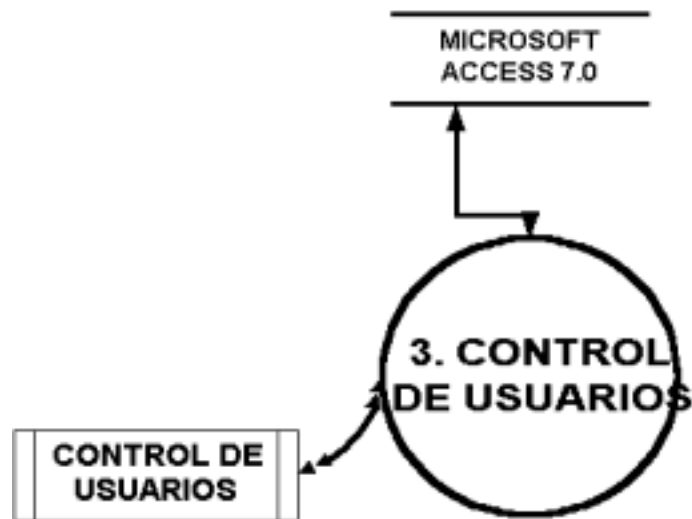 MICROSOFT
ACCESS 7.0
3. CONTROL
DE USUARIOS
CONTROL DE
USUARIOS